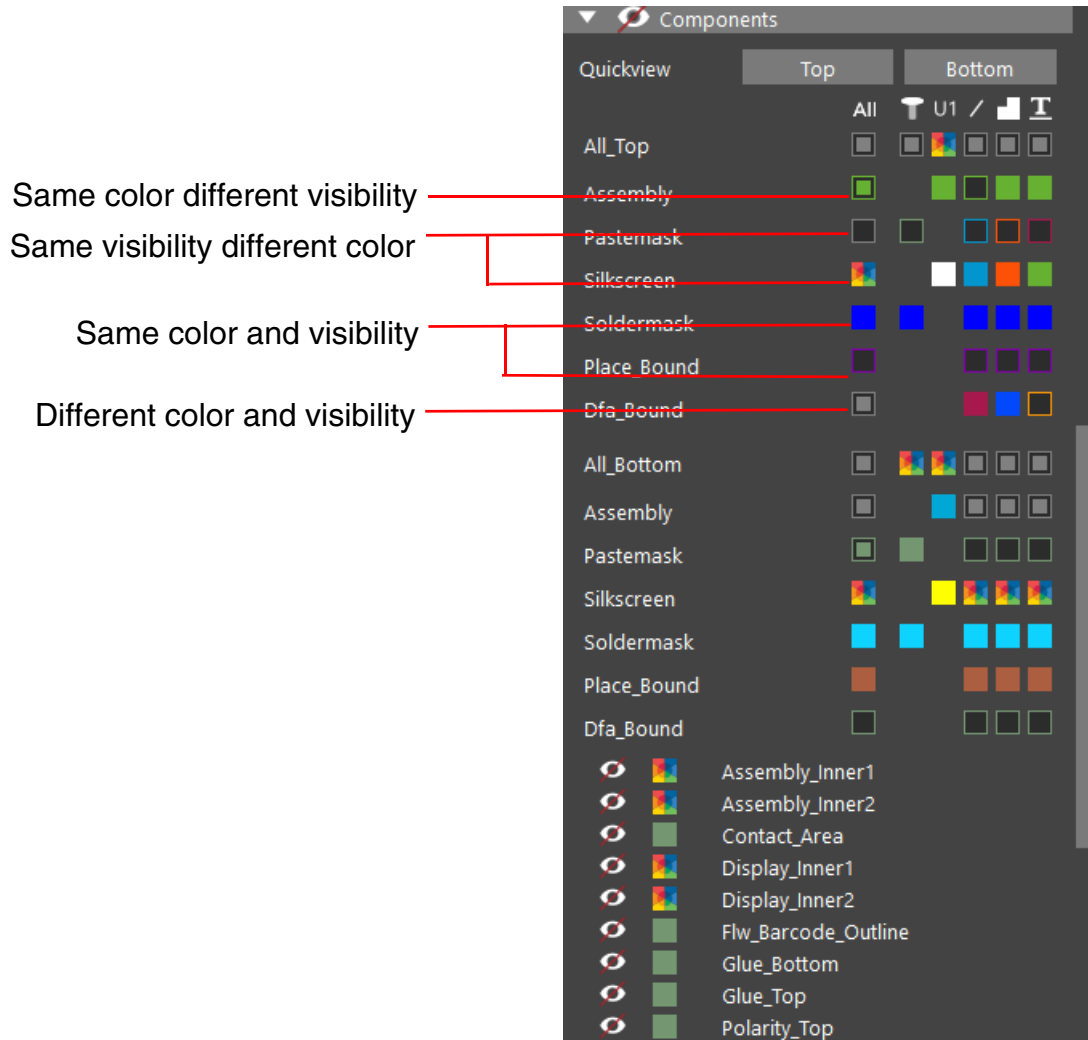 Components
Quickview Top Bottom
All U1 T
All_Top
Same color different visibility Assembly
Same visibility different color Pastemask
Silkscreen
Same color and visibility Soldermask
Place_Bound
Different color and visibility Dfa_Bound
All_Bottom
Assembly
Pastemask
Silkscreen
Soldermask
Place_Bound
Dfa_Bound
Assembly_Inner1
Assembly_Inner2
Contact_Area
Display_Inner1
Display_Inner2
Flw_Barcode_Outline
Glue_Bottom
Glue_Top
Polarity_Top